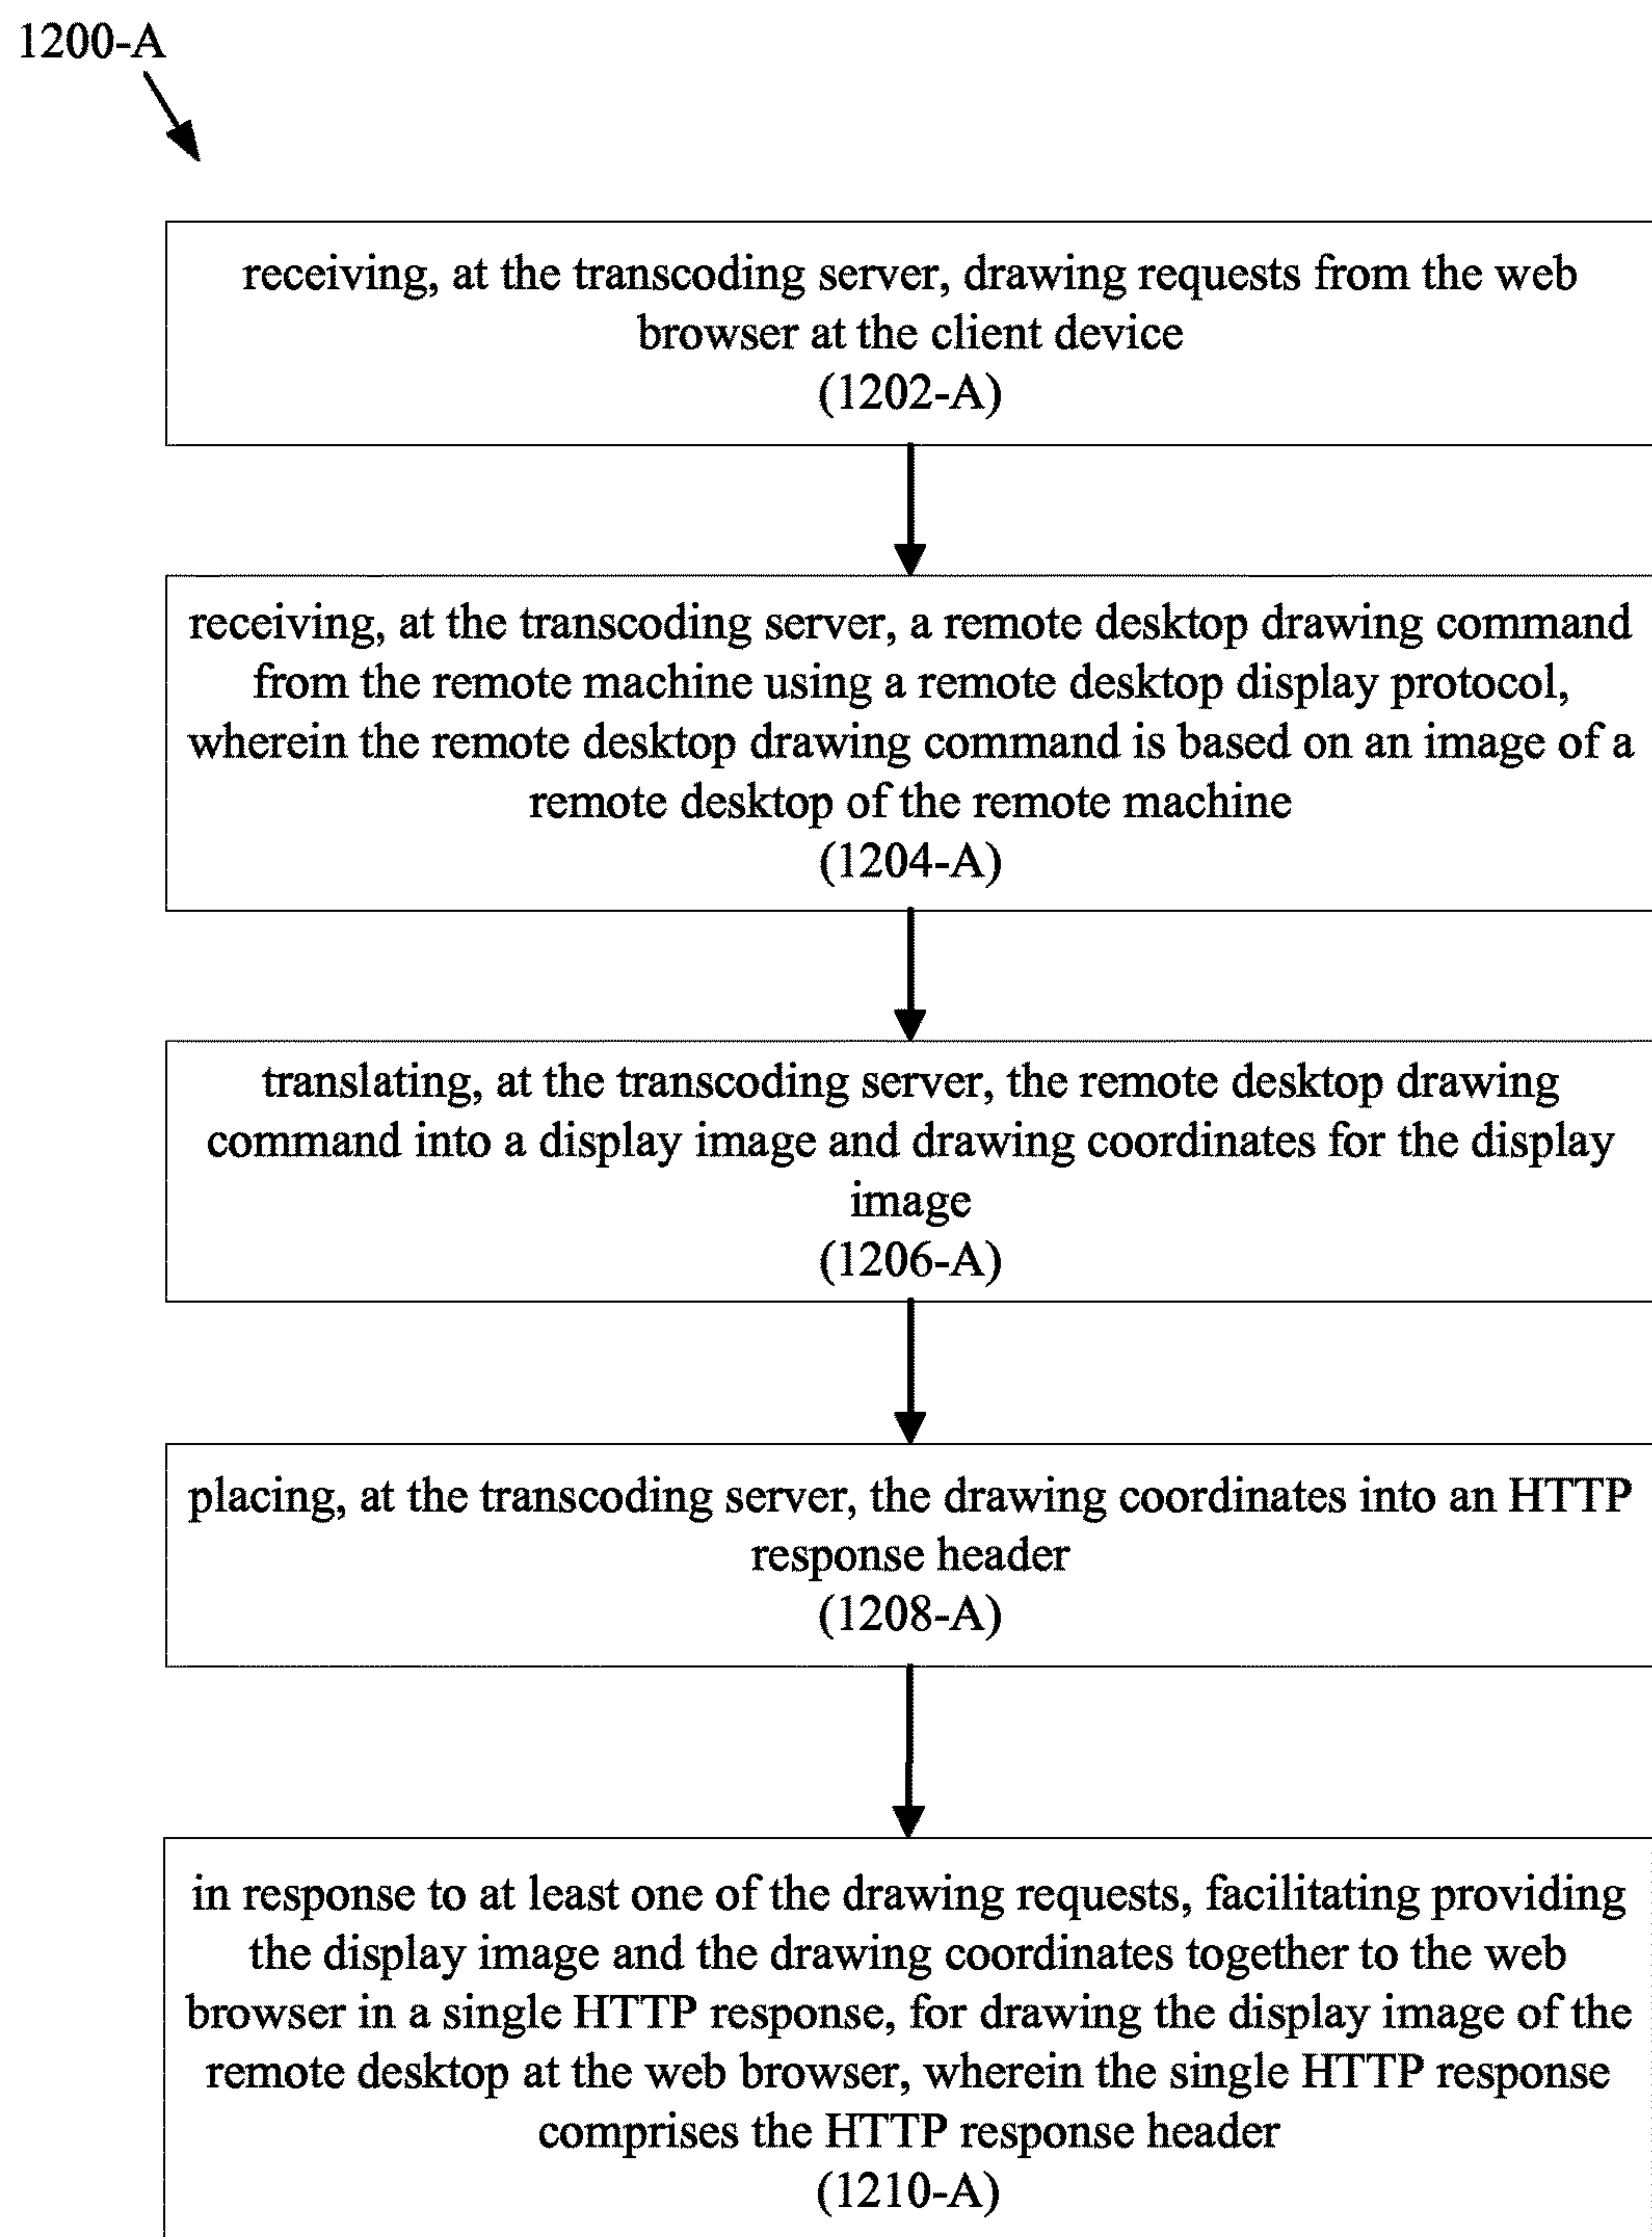 1200-A
receiving, at the transcoding server, drawing requests from the web
browser at the client device
(1202-A)
receiving, at the transcoding server, a remote desktop drawing command
from the remote machine using a remote desktop display protocol,
wherein the remote desktop drawing command is based on an image of a
remote desktop of the remote machine
(1204-A)
translating, at the transcoding server, the remote desktop drawing
command into a display image and drawing coordinates for the display
image
(1206-A)
placing, at the transcoding server, the drawing coordinates into an HTTP
response header
(1208-A)
in response to at least one of the drawing requests, facilitating providing
the display image and the drawing coordinates together to the web
browser in a single HTTP response, for drawing the display image of the
remote desktop at the web browser, wherein the single HTTP response
comprises the HTTP response header
(1210-A)